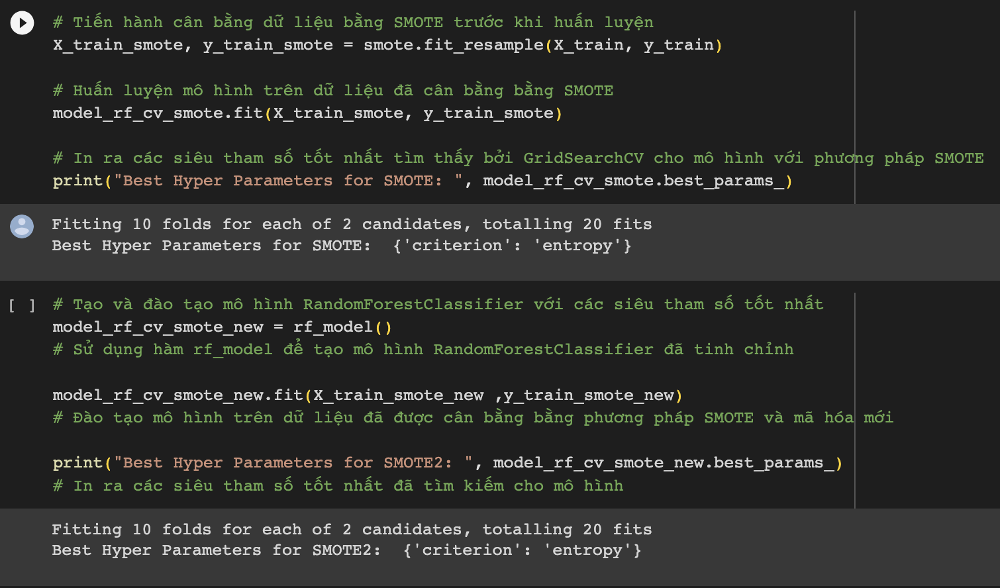 # Tiến hành cân bằng dữ liệu bằng SMOTE trước khi huấn luyện
X_train_smote, y_train_smote = smote.fit_resample(X_train, y_train)
# Huấn luyện mô hình trên dữ liệu đã cân bằng bằng SMOTE
model_rf_cv_smote.fit(X_train_smote, y_train_smote)
# In ra các siêu tham số tốt nhất tìm thấy bởi GridSearchCV cho mô hình với phương pháp SMOTE
print("Best Hyper Parameters for SMOTE: ", model_rf_cv_smote.best_params_)
Fitting 10 folds for each of 2 candidates, totalling 20 fits
Best Hyper Parameters for SMOTE:  {'criterion': 'entropy'}
[ ] # Tạo và đào tạo mô hình RandomForestClassifier với các siêu tham số tốt nhất
model_rf_cv_smote_new = rf_model()
# Sử dụng hàm rf_model để tạo mô hình RandomForestClassifier đã tinh chỉnh
model_rf_cv_smote_new.fit(X_train_smote_new ,y_train_smote_new)
# Đào tạo mô hình trên dữ liệu đã được cân bằng bằng phương pháp SMOTE và mã hóa mới
print("Best Hyper Parameters for SMOTE2: ", model_rf_cv_smote_new.best_params_)
# In ra các siêu tham số tốt nhất đã tìm kiếm cho mô hình
Fitting 10 folds for each of 2 candidates, totalling 20 fits
Best Hyper Parameters for SMOTE2:  {'criterion': 'entropy'}